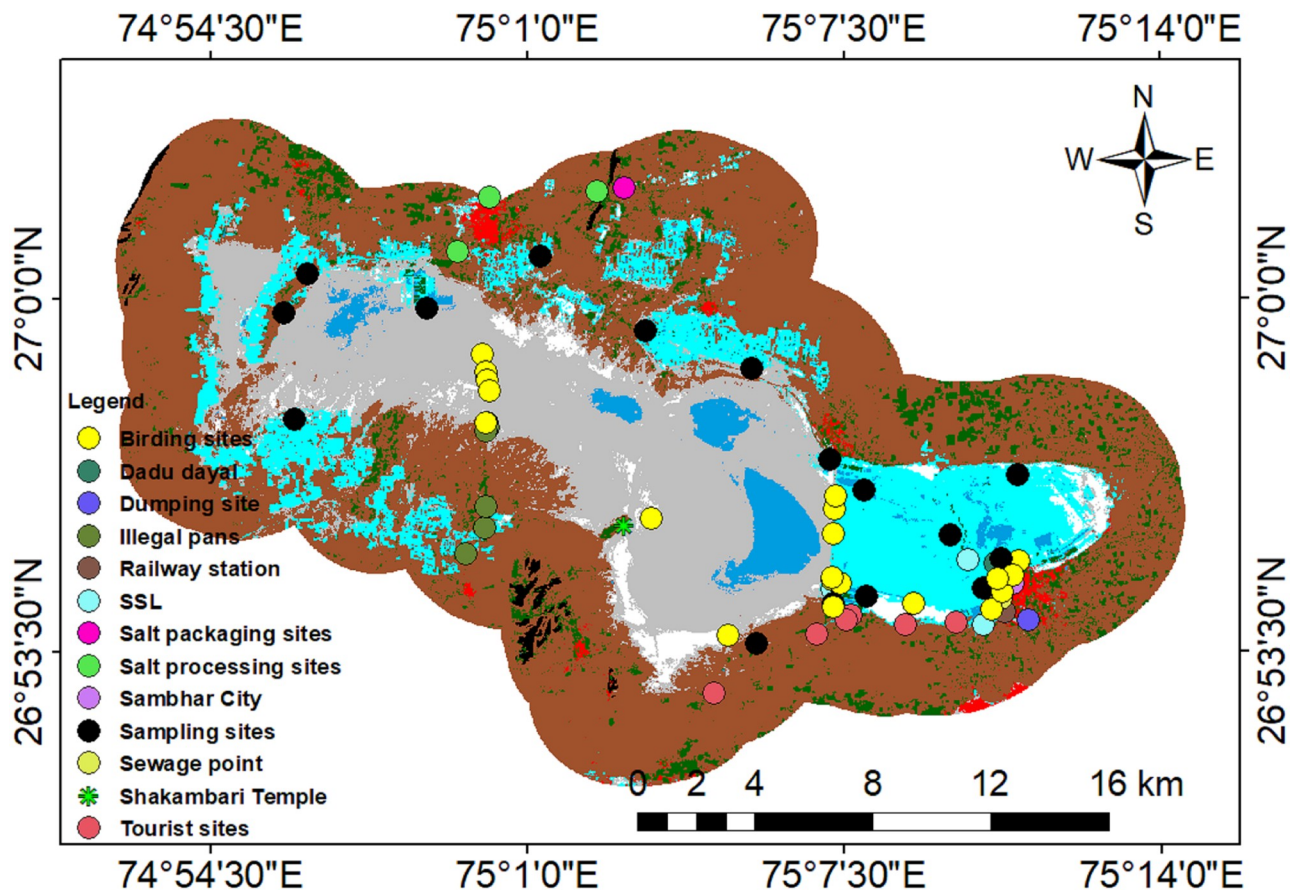 74°54'30"E 75°1'0"E 75°7'30"E 75°14'0"E
N
W E
S
27°0'0"N 27°0'0"N
Legend
Birding sites
Dadu dayal
Dumping site
Illegal pans
Railway station
SSL
Salt packaging sites
Salt processing sites
Sambhar City
Sampling sites
Sewage point
Shakambari Temple
Tourist sites
26°53'30"N 26°53'30"N
0 2 4 8 12 16 km
74°54'30"E 75°1'0"E 75°7'30"E 75°14'0"E